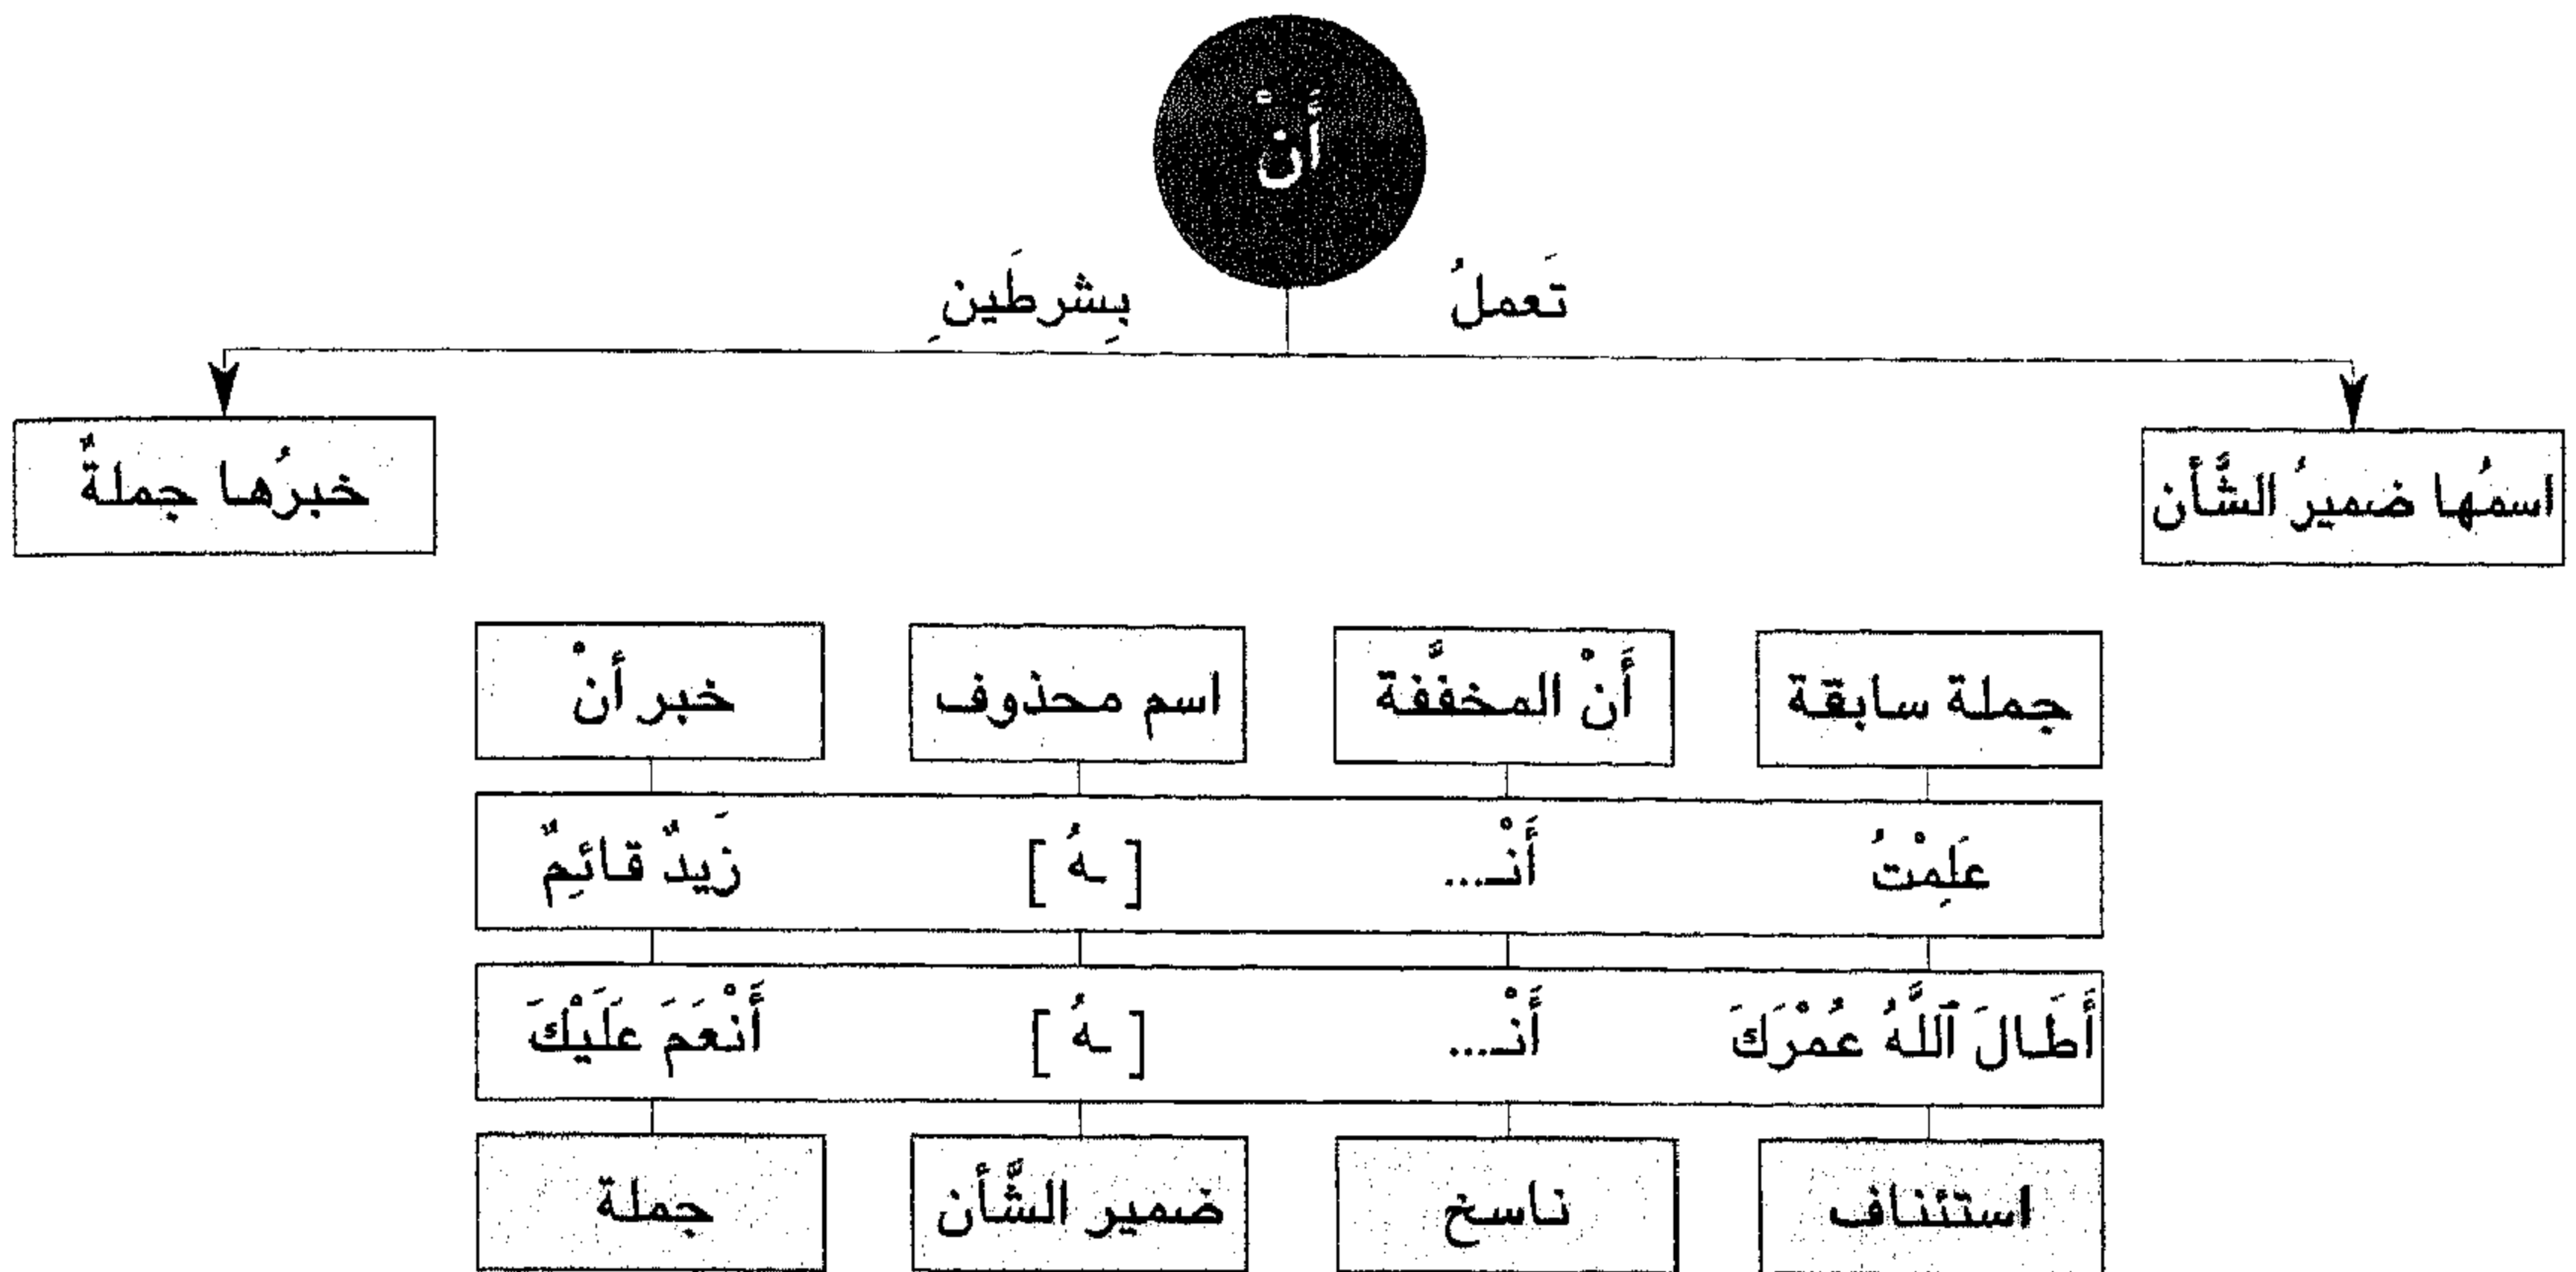 أَنْ
تَعملُ بِشرطَينِ
اسمُها ضميرُ الشَّأن خبرُها جملةٌ
جملة سابقة أَنْ المخفَّفة اسم محذوف خبر أنْ
عَلِمْتُ أَنْـ... [ ـهُ ] زَيدٌ قائِمٌ
أَطَالَ ٱللَّهُ عُمْرَكَ أَنْـ... [ ـهُ ] أَنْعَمَ عَلَيْكَ
استئناف ناسخ ضمير الشَّأن جملة